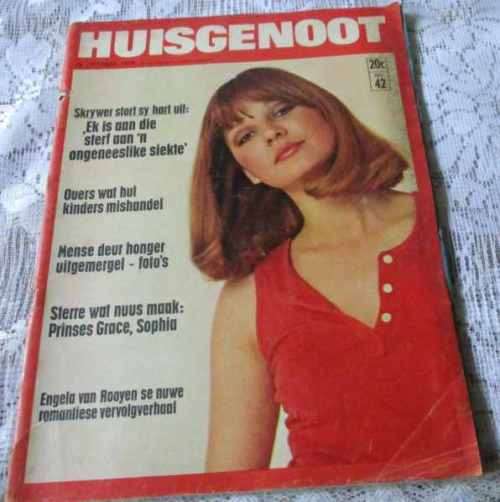 HUISGENOOT
20c
42
Skrywer stort sy hart uit:
‚Ek is aan die
sterf aan 'n
ongeneeslike siekte'
Ouers wat hul
kinders mishandel
Mense deur honger
uitgemergel - foto's
Sterre wat nuus maak:
Prinses Grace, Sophia
Engela van Rooyen se nuwe
romantiese vervolgverhaal